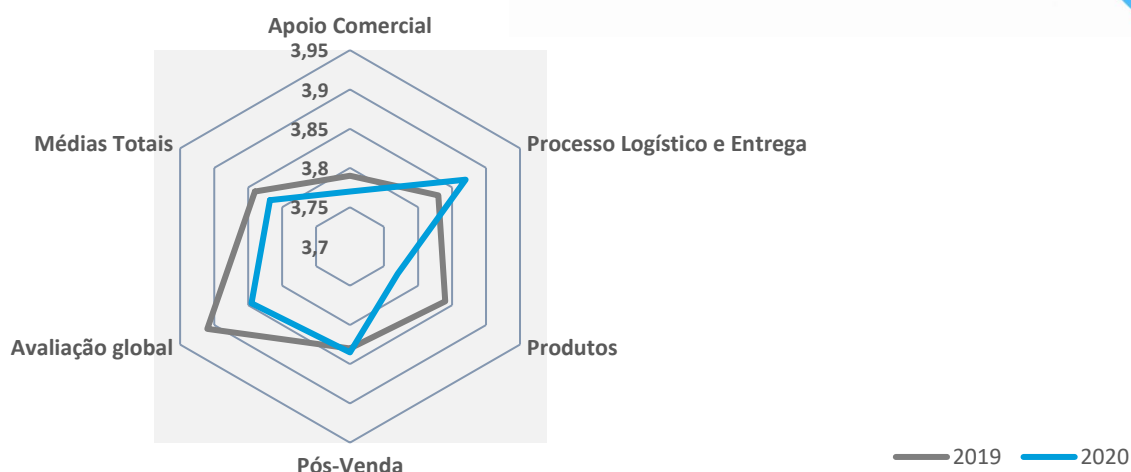 Apoio Comercial
3,95
3,9
3,85
3,8
3,75
3,7
Médias Totais
Processo Logístico e Entrega
Avaliação global
Produtos
Pós-Venda
2019
2020